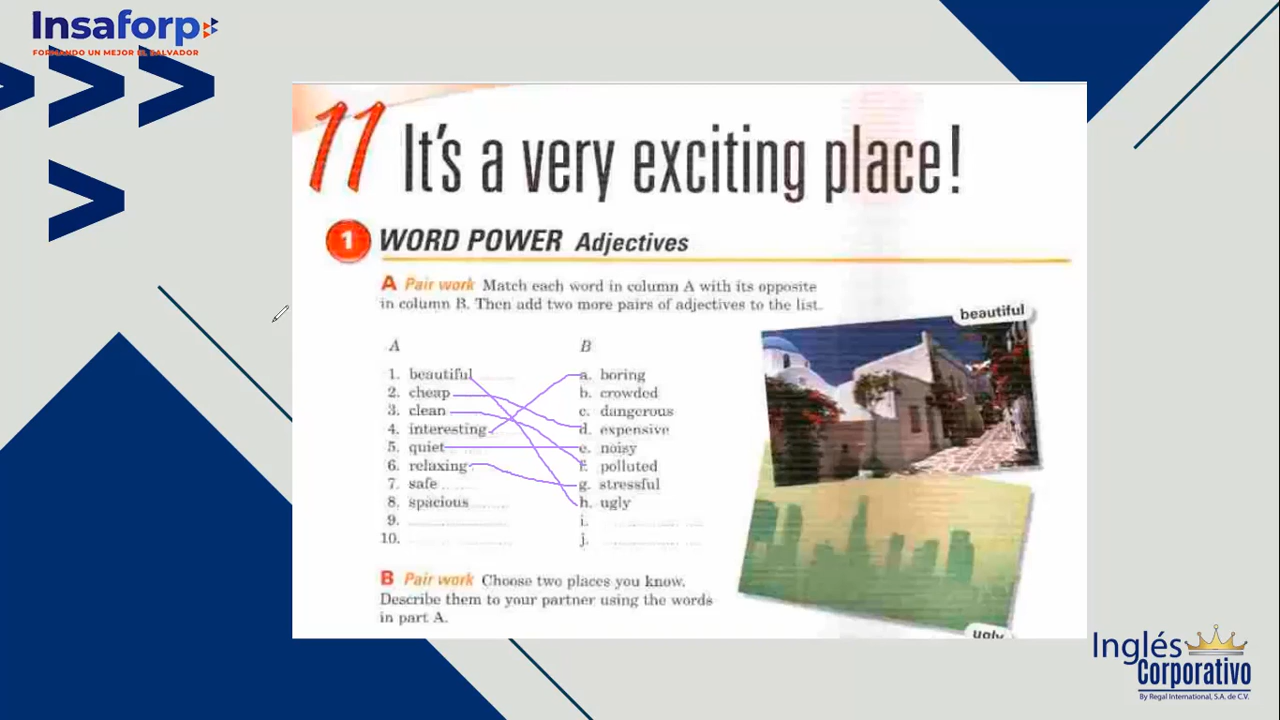 Insaforp
FORMANDO UN MEJOR EL SALVADOR
11 It's a very exciting place!
1 WORD POWER Adjectives
A Pair work Match each word in column A with its opposite
in column B. Then add two more pairs of adjectives to the list.
beautiful
A B
1. beautiful a. boring
2. cheap b. crowded
3. clean c. dangerous
4. interesting d. expensive
5. quiet e. noisy
6. relaxing f. polluted
7. safe g. stressful
8. spacious h. ugly
9. i.
10. j.
B Pair work Choose two places you know.
Describe them to your partner using the words
in part A.
ugly
Inglés
Corporativo
By Regal International, S.A. de C.V.